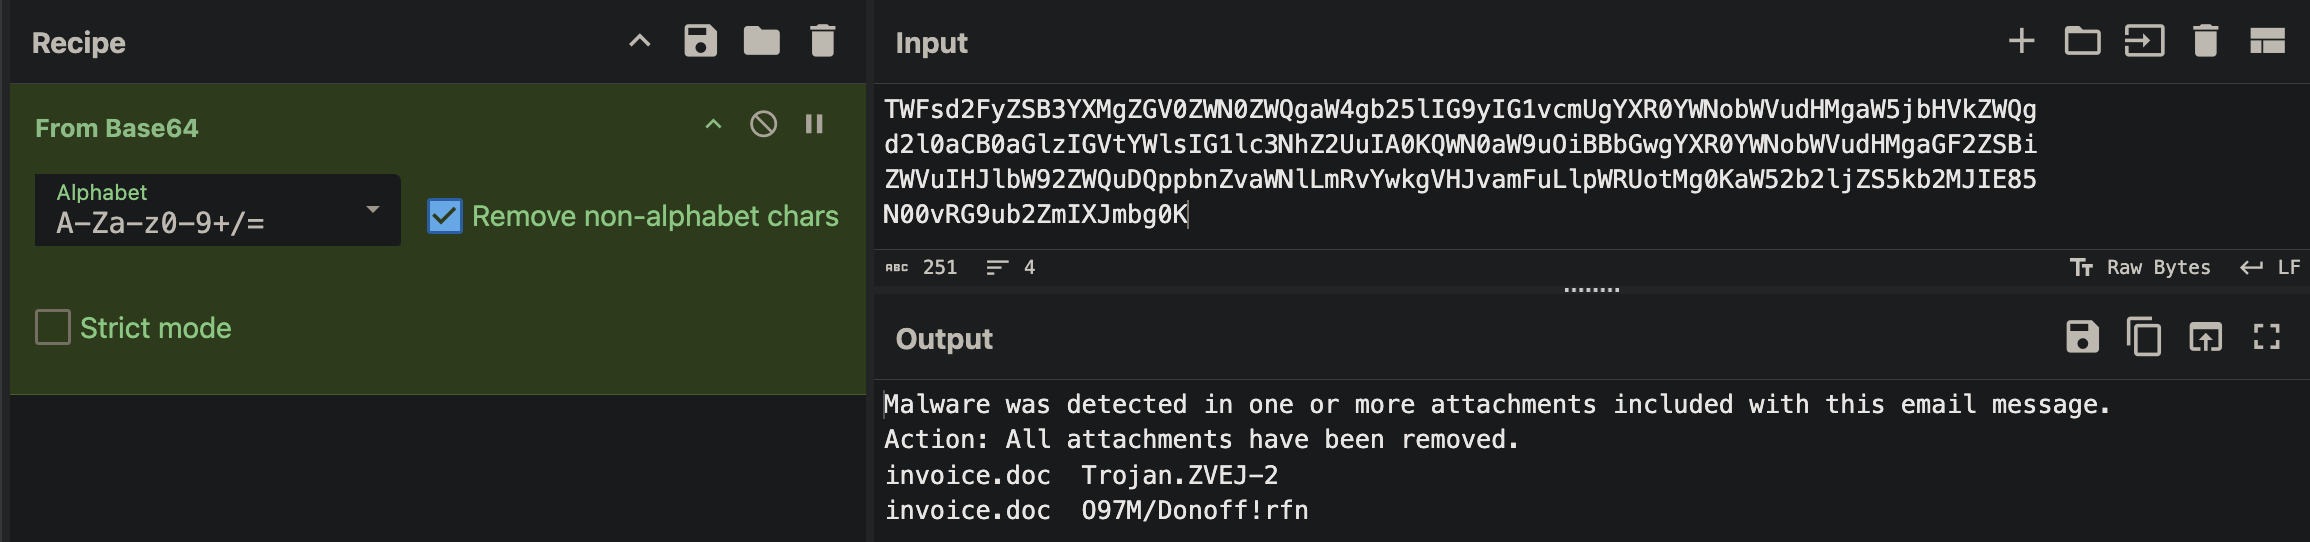 Recipe
From Base64
Alphabet
A-Za-z0-9+/=
Remove non-alphabet chars
Strict mode
Input
TWFsd2FyZSB3YXMgZGV0ZWN0ZWQgaW4gb25lIG9yIG1vcmUgYXR0YWNobWVudHMgaW5jbHVkZWQg
d2l0aCB0aGlzIGVtYWlsIG1lc3NhZ2UuIA0KQWN0aW9uOiBBbGwgYXR0YWNobWVudHMgaGF2ZSBi
ZWVuIHJlbW92ZWQuDQppbnZvaWNlLmRvYwkgVHJvamFuLlpWRUotMg0KaW52b2ljZS5kb2MJIE85
N00vRG9ub2ZmIXJmbg0K
ABC 251 4
Raw Bytes LF
Output
Malware was detected in one or more attachments included with this email message.
Action: All attachments have been removed.
invoice.doc  Trojan.ZVEJ-2
invoice.doc  O97M/Donoff!rfn